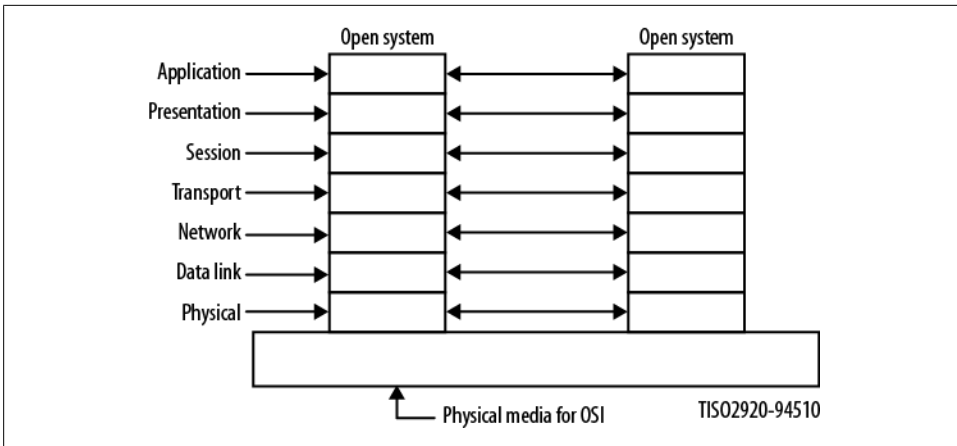 Open system
Open system
Application
Presentation
Session
Transport
Network
Data link
Physical
Physical media for OSI
TISO2920-94510